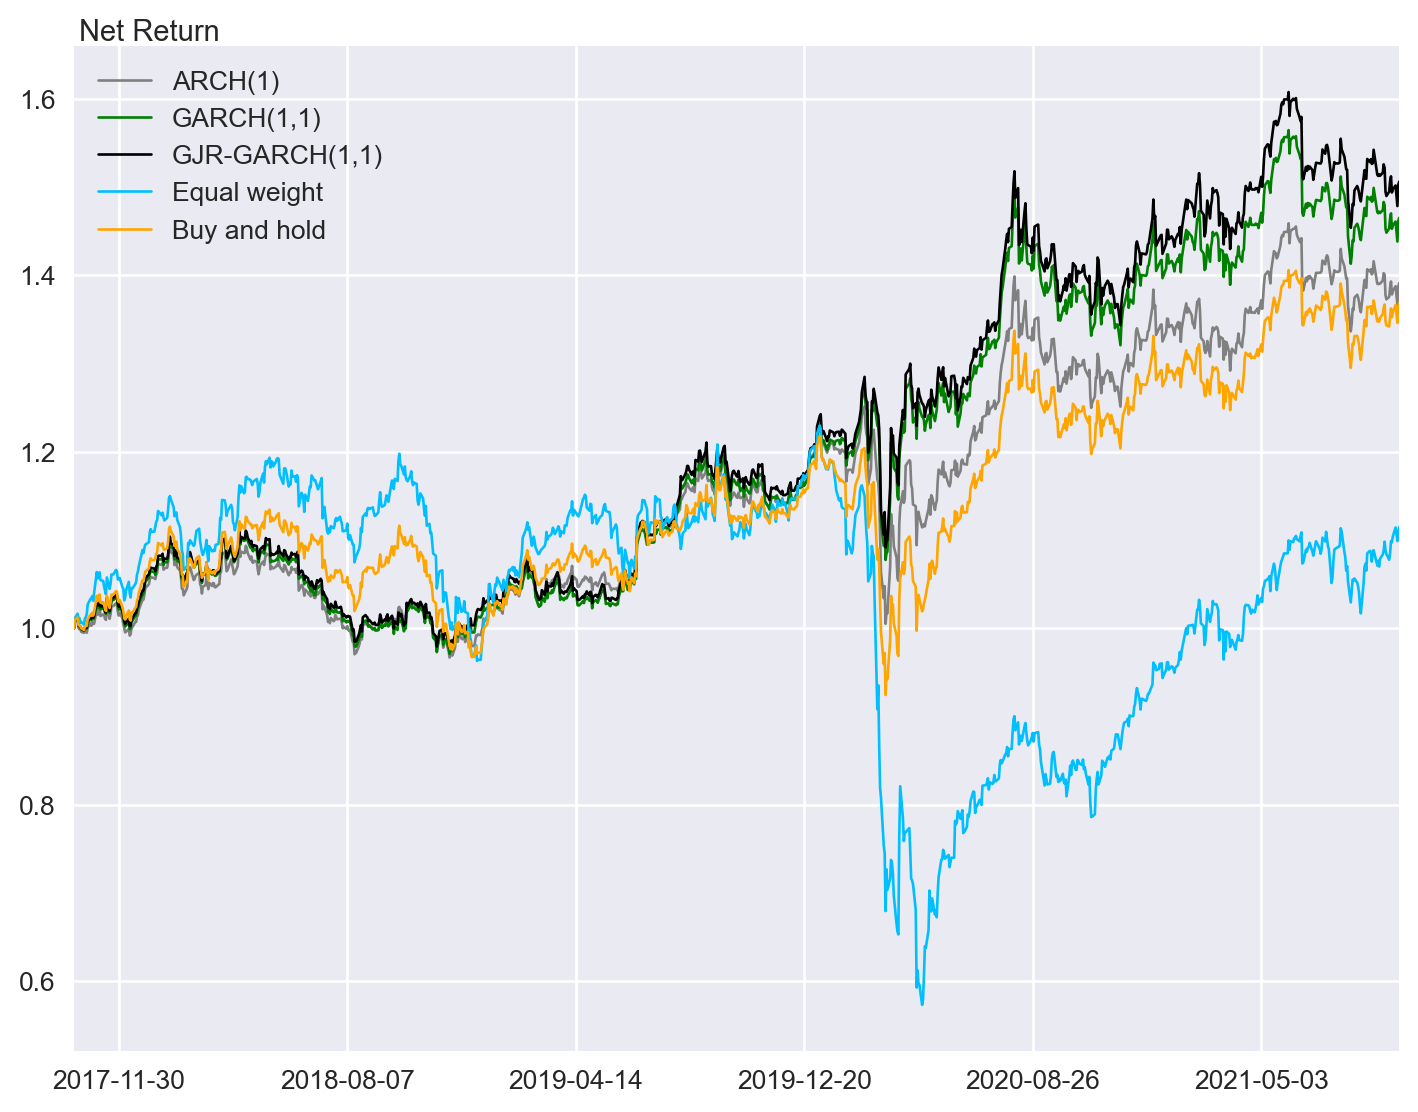 Net Return
ARCH(1)
GARCH(1,1)
GJR-GARCH(1,1)
Equal weight
Buy and hold
1.6
1.4
1.2
1.0
0.8
0.6
2017-11-30 2018-08-07 2019-04-14 2019-12-20 2020-08-26 2021-05-03